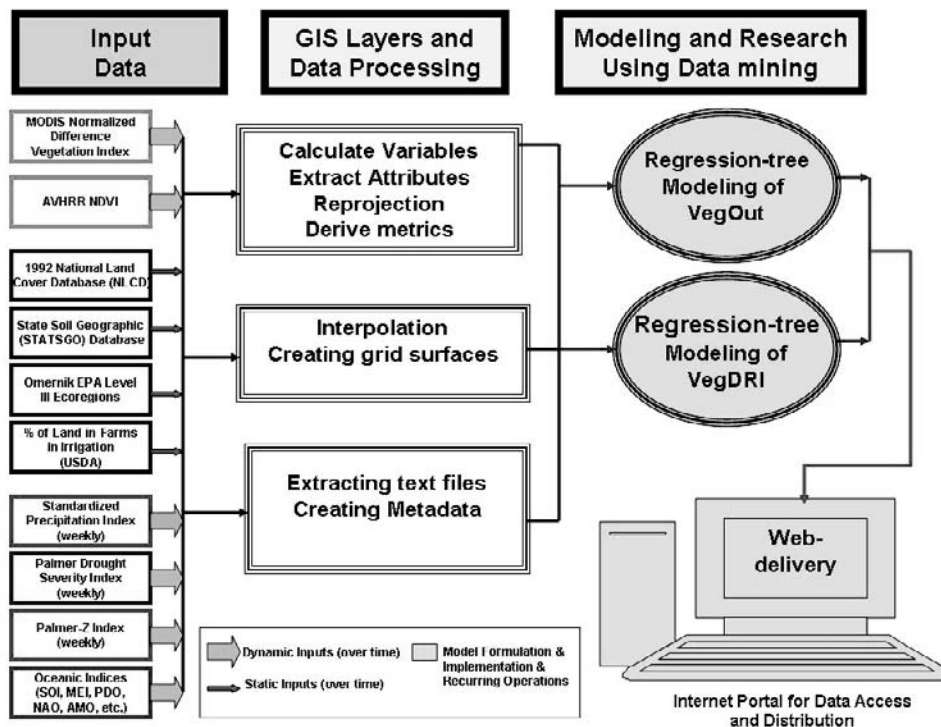 Input
Data
GIS Layers and
Data Processing
Modeling and Research
Using Data mining
MODIS Normalized
Difference
Vegetation Index
AVHRR NDVI
1992 National Land
Cover Database (NLCD)
State Soil Geographic
(STATSGO) Database
Omernik EPA Level
III Ecoregions
% of Land in Farms
in Irrigation
(USDA)
Standardized
Precipitation Index
(weekly)
Palmer Drought
Severity Index
(weekly)
Palmer-Z Index
(weekly)
Oceanic Indices
(SOI, MEI, PDO,
NAO, AMO, etc.)
Calculate Variables
Extract Attributes
Reprojection
Derive metrics
Interpolation
Creating grid surfaces
Extracting text files
Creating Metadata
Dynamic Inputs (over time)
Static Inputs (over time)
Model Formulation &
Implementation &
Recurring Operations
Regression-tree
Modeling of
VegOut
Regression-tree
Modeling of
VegDRI
Web-
delivery
Internet Portal for Data Access
and Distribution